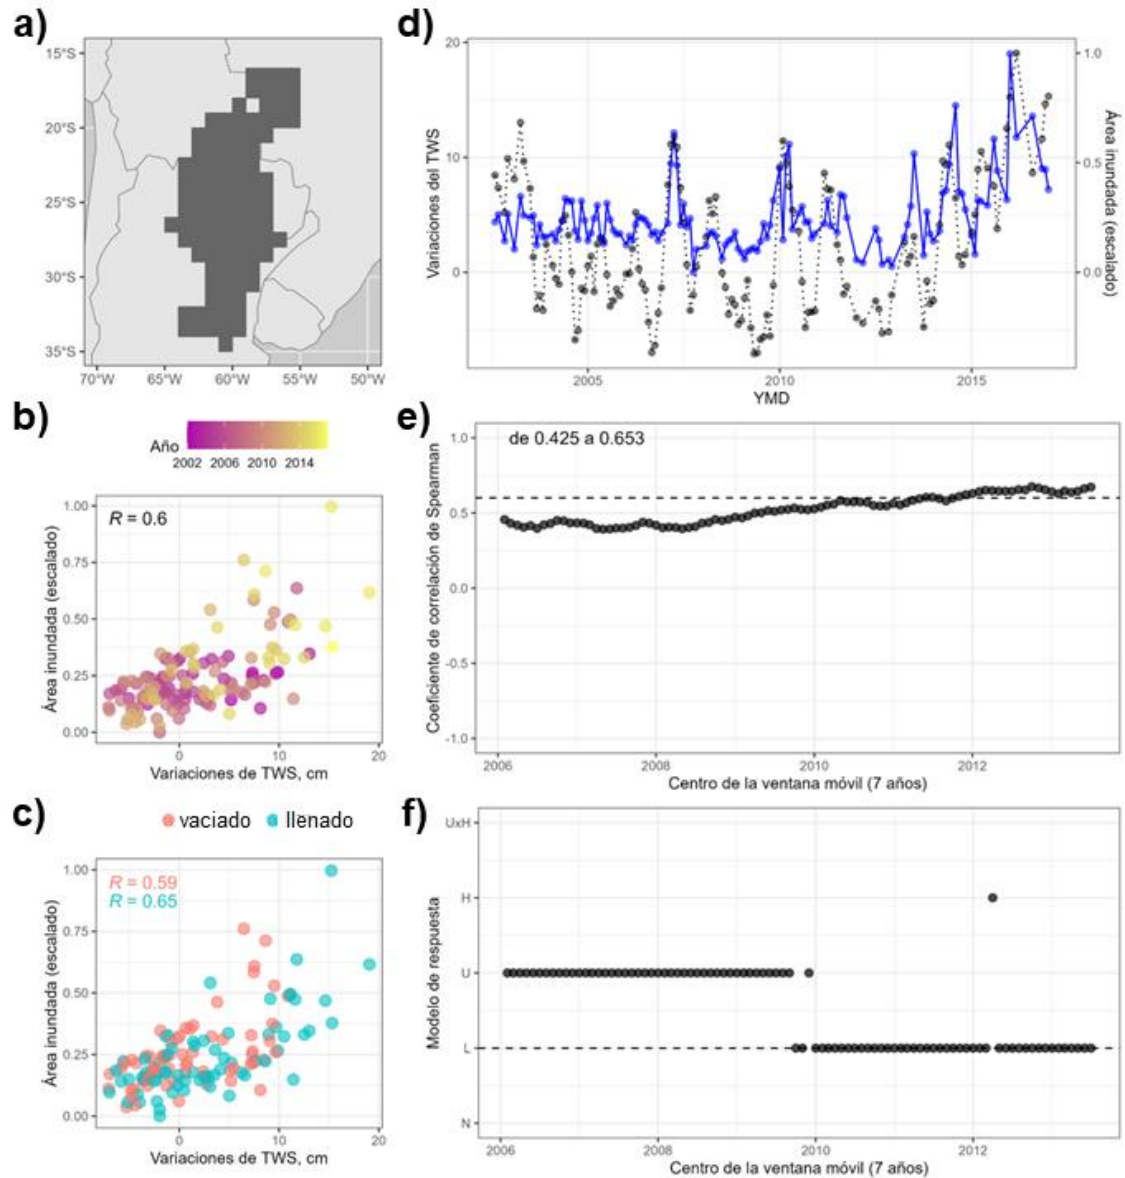 a)
15°S
20°S
25°S
30°S
35°S
70°W 65°W 60°W 55°W 50°W
b)
Año
2002 2006 2010 2014
R = 0.6
1.00
0.75
0.50
0.25
0.00
Área inundada (escalado)
0 10 20
Variaciones de TWS, cm
c)
vaciado llenado
R = 0.59
R = 0.65
1.00
0.75
0.50
0.25
0.00
Área inundada (escalado)
0 10 20
Variaciones de TWS, cm
d)
20
10
0
Variaciones del TWS
1.0
0.5
0.0
Área inundada (escalado)
2005 2010 2015
YMD
e)
de 0.425 a 0.653
1.0
0.5
0.0
-0.5
-1.0
Coeficiente de correlación de Spearman
2006 2008 2010 2012
Centro de la ventana móvil (7 años)
f)
UxH
H
U
L
N
Modelo de respuesta
2006 2008 2010 2012
Centro de la ventana móvil (7 años)